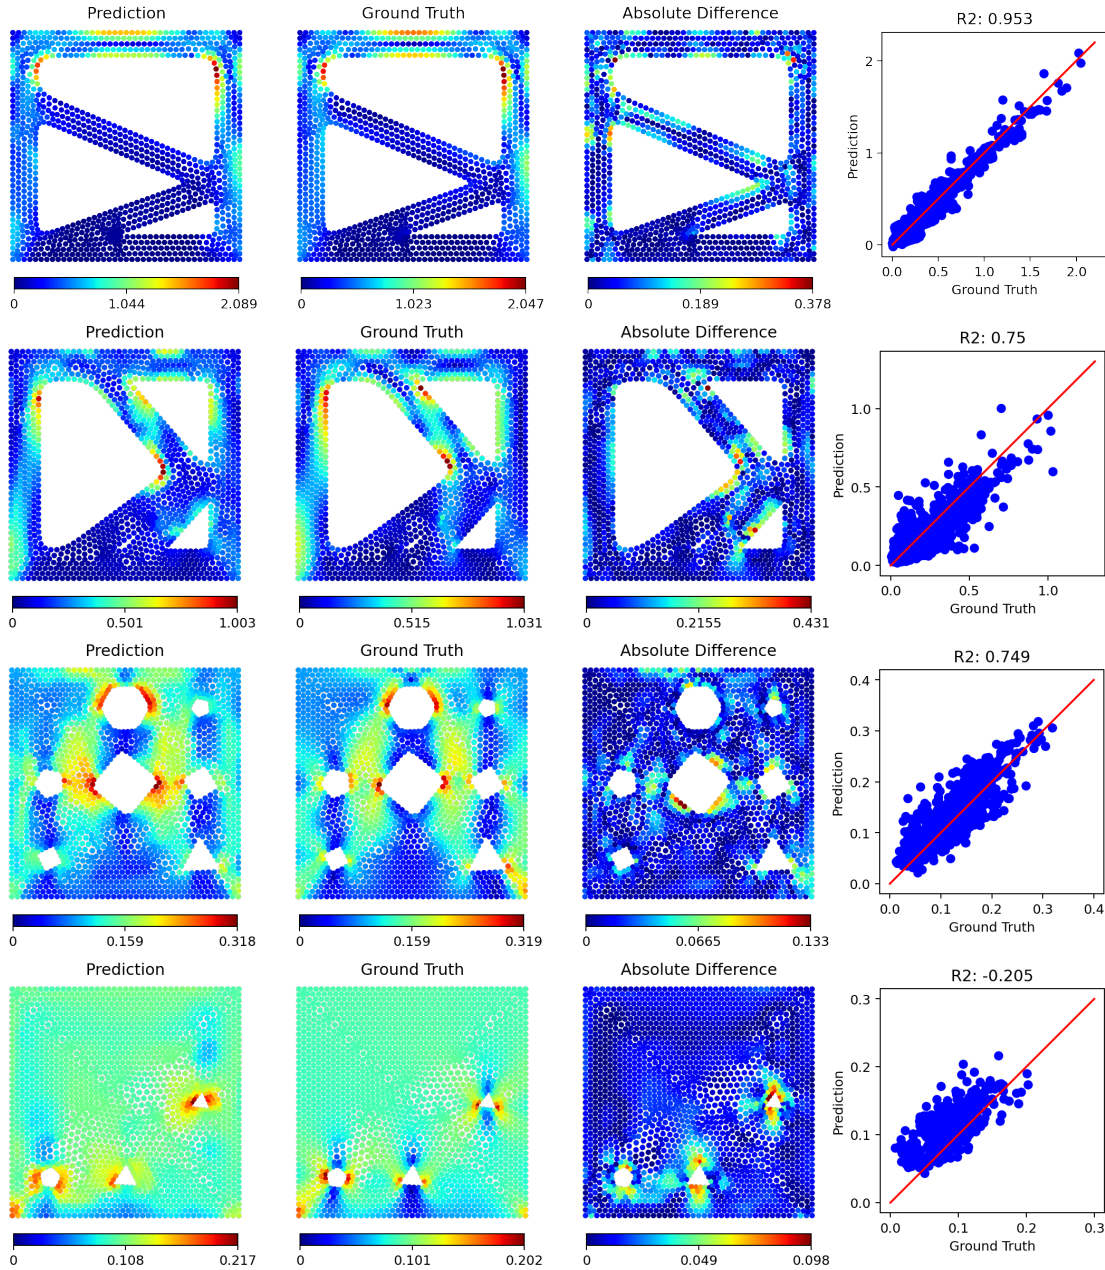 Prediction
Ground Truth
Absolute Difference
R2: 0.953
2
1
0
Prediction
0.0 0.5 1.0 1.5 2.0
Ground Truth
0 1.044 2.089
0 1.023 2.047
0 0.189 0.378
Prediction
Ground Truth
Absolute Difference
R2: 0.75
1.0
0.5
0.0
Prediction
0.0 0.5 1.0
Ground Truth
0 0.501 1.003
0 0.515 1.031
0 0.2155 0.431
Prediction
Ground Truth
Absolute Difference
R2: 0.749
0.4
0.3
0.2
0.1
0.0
Prediction
0.0 0.1 0.2 0.3 0.4
Ground Truth
0 0.159 0.318
0 0.159 0.319
0 0.0665 0.133
Prediction
Ground Truth
Absolute Difference
R2: -0.205
0.3
0.2
0.1
0.0
Prediction
0.0 0.1 0.2 0.3
Ground Truth
0 0.108 0.217
0 0.101 0.202
0 0.049 0.098